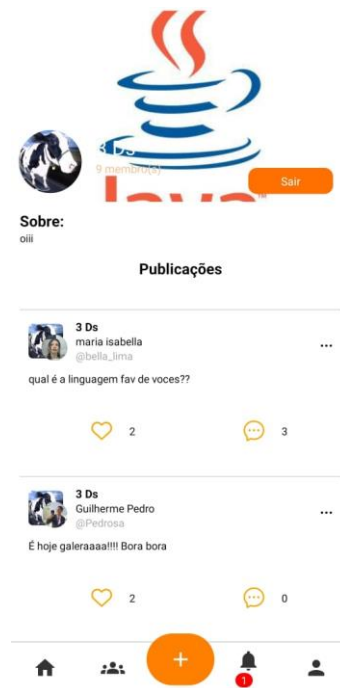 3 Ds
9 membro(s)
Java
Sair
Sobre:
oiii
Publicações
3 Ds
maria isabella
@bella_lima
qual é a linguagem fav de voces??
2
3
3 Ds
Guilherme Pedro
@Pedrosa
É hoje galeraaaa!!!! Bora bora
2
0
1